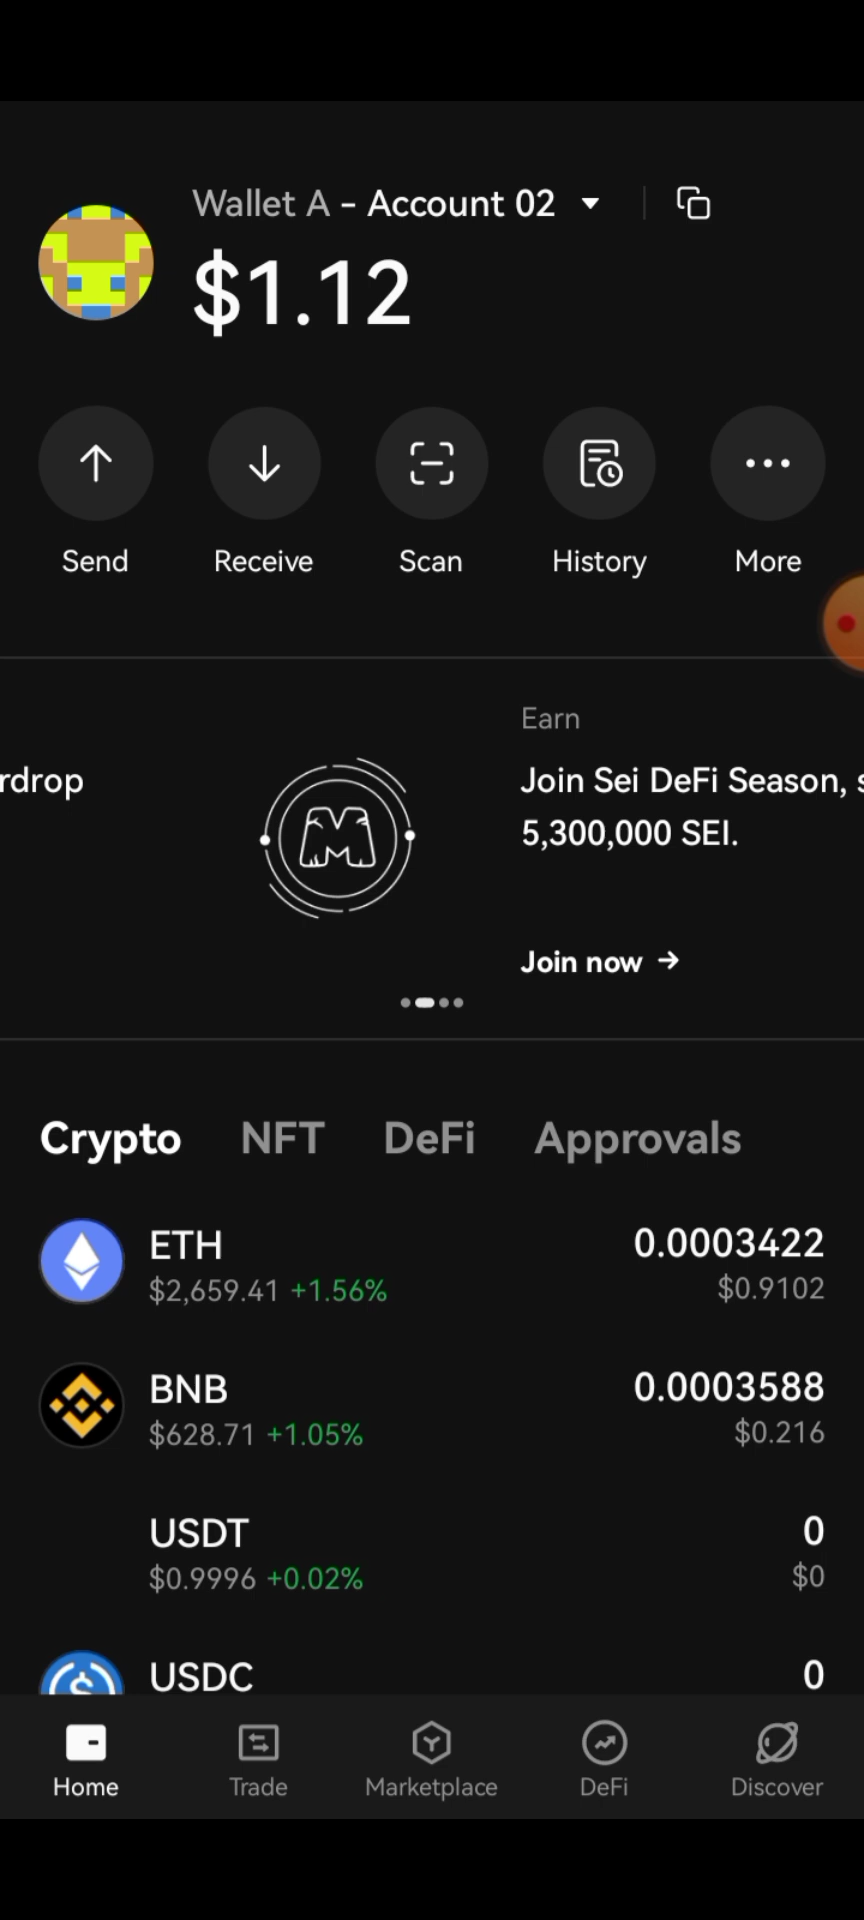 Wallet A - Account 02
$1.12
Send
Receive
Scan
History
More
rdrop
Earn
Join Sei DeFi Season, s
5,300,000 SEI.
Join now →
Crypto
NFT
DeFi
Approvals
ETH
0.0003422
$2,659.41 +1.56%
$0.9102
BNB
0.0003588
$628.71 +1.05%
$0.216
USDT
0
$0.9996 +0.02%
$0
USDC
0
Home
Trade
Marketplace
DeFi
Discover